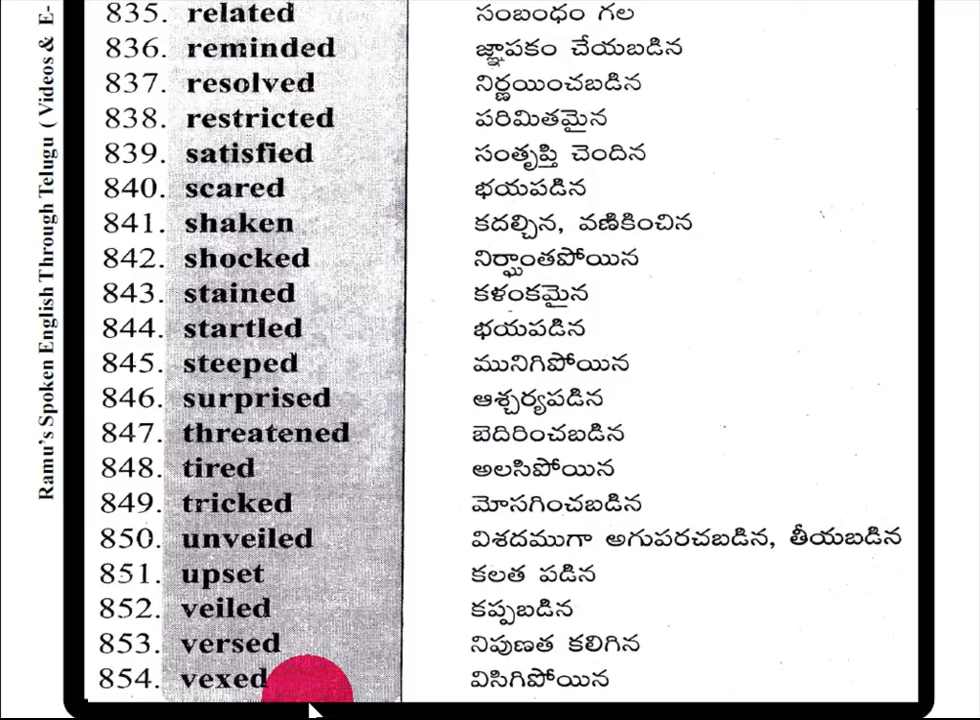 Ramu's Spoken English Through Telugu ( Videos & E-
835. related సంబంధం గల
836. reminded జ్ఞాపకం చేయబడిన
837. resolved నిర్ణయించబడిన
838. restricted పరిమితమైన
839. satisfied సంతృప్తి చెందిన
840. scared భయపడిన
841. shaken కదల్చిన, వణికించిన
842. shocked నిర్ఘాంతపోయిన
843. stained కళంకమైన
844. startled భయపడిన
845. steeped మునిగిపోయిన
846. surprised ఆశ్చర్యపడిన
847. threatened బెదిరించబడిన
848. tired అలసిపోయిన
849. tricked మోసగించబడిన
850. unveiled విశదముగా అగుపరచబడిన, తీయబడిన
851. upset కలత పడిన
852. veiled కప్పబడిన
853. versed నిపుణత కలిగిన
854. vexed విసిగిపోయిన